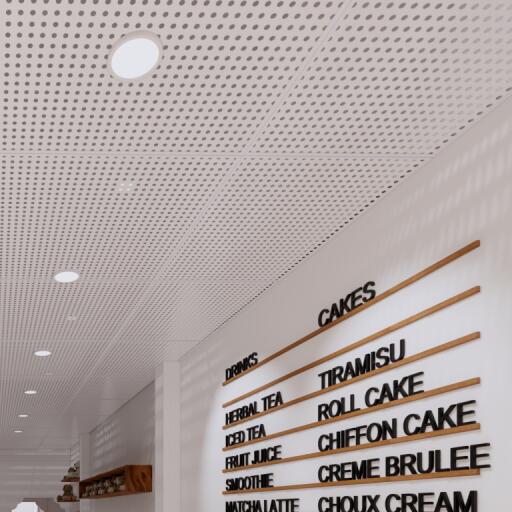 DRINKS
HERBAL TEA
ICED TEA
FRUIT JUICE
SMOOTHIE
MATCHA LATTE
CAKES
TIRAMISU
ROLL CAKE
CHIFFON CAKE
CREME BRULEE
CHOUX CREAM